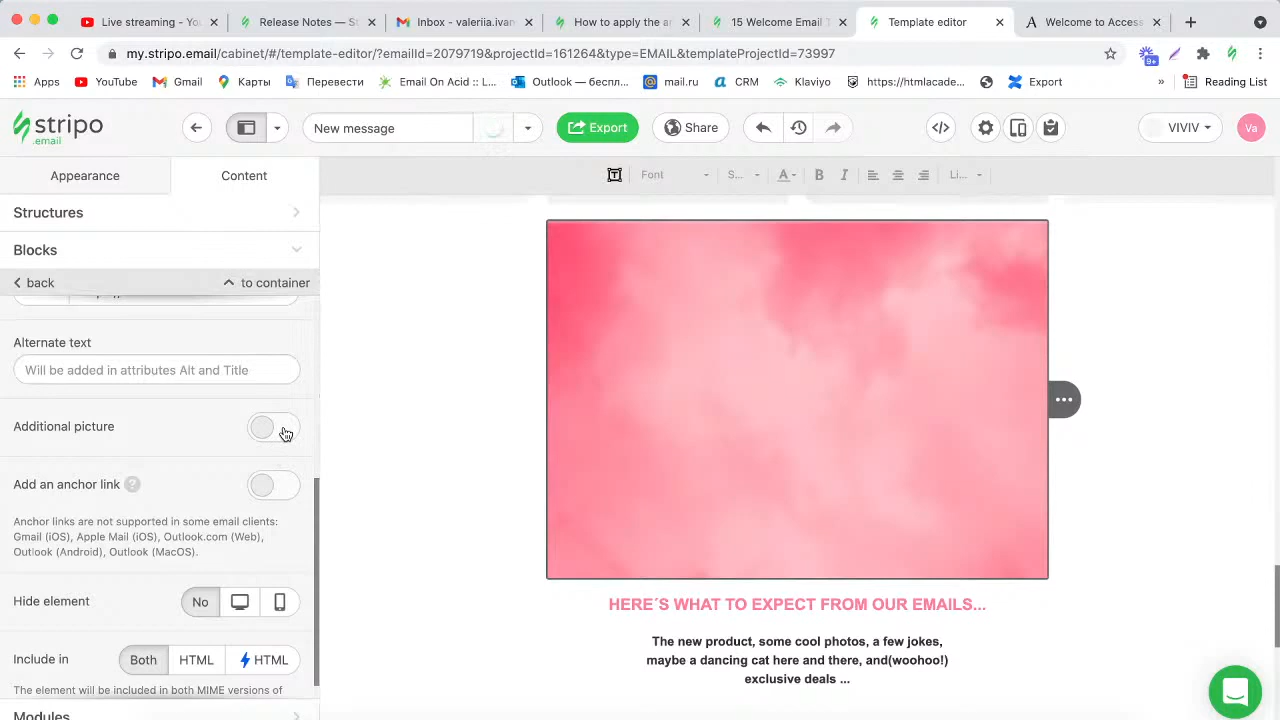 Live streaming - You
Release Notes — S
Inbox - valeriia.ivan
How to apply the a
15 Welcome Email T
Template editor
Welcome to Access
my.stripo.email/cabinet/#/template-editor/?emailId=2079719&projectId=161264&type=EMAIL&templateProjectId=73997
9+
Apps
YouTube
Gmail
Карты
Перевести
Email On Acid :: L...
Outlook — беспл...
mail.ru
CRM
Klaviyo
https://htmlacade...
Export
»
Reading List
stripo
.email
New message
Export
Share
</>
VIVIV
Va
Appearance
Content
T
Font
S...
A
B
I
Li...
Structures
Blocks
back
to container
Alternate text
Will be added in attributes Alt and Title
Additional picture
Add an anchor link ?
Anchor links are not supported in some email clients:
Gmail (iOS), Apple Mail (iOS), Outlook.com (Web),
Outlook (Android), Outlook (MacOS).
Hide element
No
Include in
Both
HTML
HTML
The element will be included in both MIME versions of
Modules
HERE´S WHAT TO EXPECT FROM OUR EMAILS...
The new product, some cool photos, a few jokes,
maybe a dancing cat here and there, and(woohoo!)
exclusive deals ...